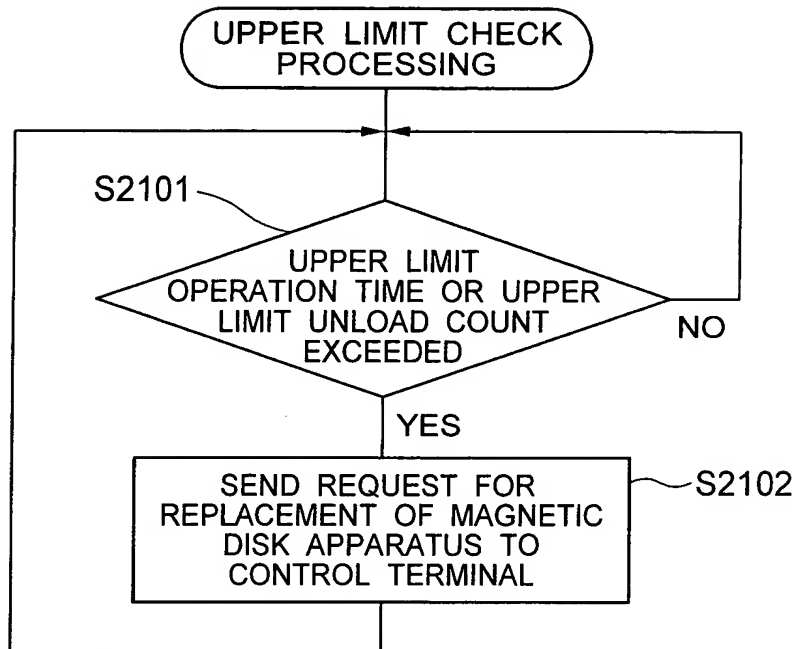 UPPER LIMIT CHECK
PROCESSING
S2101
UPPER LIMIT
OPERATION TIME OR UPPER
LIMIT UNLOAD COUNT
EXCEEDED
NO
YES
SEND REQUEST FOR
REPLACEMENT OF MAGNETIC
DISK APPARATUS TO
CONTROL TERMINAL
S2102